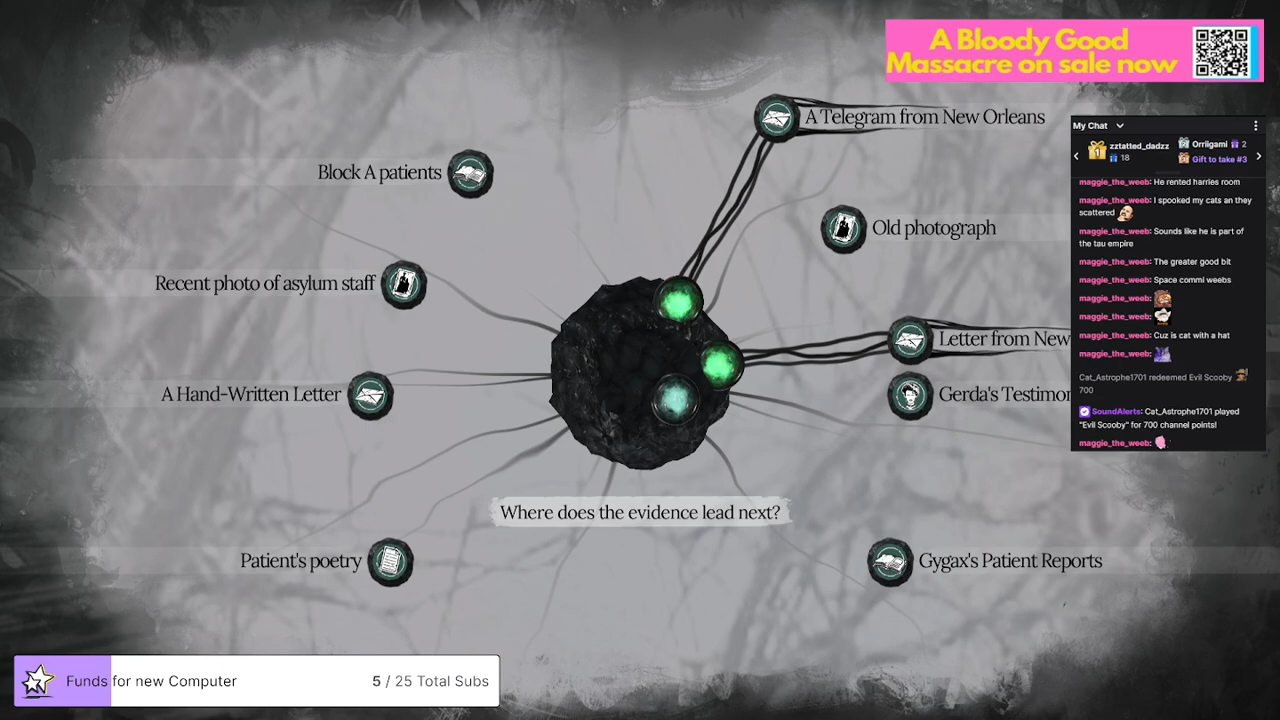 A Bloody Good
Massacre on sale now
A Telegram from New Orleans
Block A patients
Old photograph
Recent photo of asylum staff
Letter from New
A Hand-Written Letter
Gerda's Testimon
Where does the evidence lead next?
Patient's poetry
Gygax's Patient Reports
My Chat
1
zztatted_dadzz
18
Orriigami 2
Gift to take #3
maggie_the_weeb: He rented harries room
maggie_the_weeb: I spooked my cats an they
scattered
maggie_the_weeb: Sounds like he is part of
the tau empire
maggie_the_weeb: The greater good bit
maggie_the_weeb: Space commi weebs
maggie_the_weeb:
maggie_the_weeb:
maggie_the_weeb: Cuz is cat with a hat
maggie_the_weeb:
Cat_Astrophe1701 redeemed Evil Scooby
700
SoundAlerts: Cat_Astrophe1701 played
"Evil Scooby" for 700 channel points!
maggie_the_weeb:
Funds for new Computer
5 / 25 Total Subs